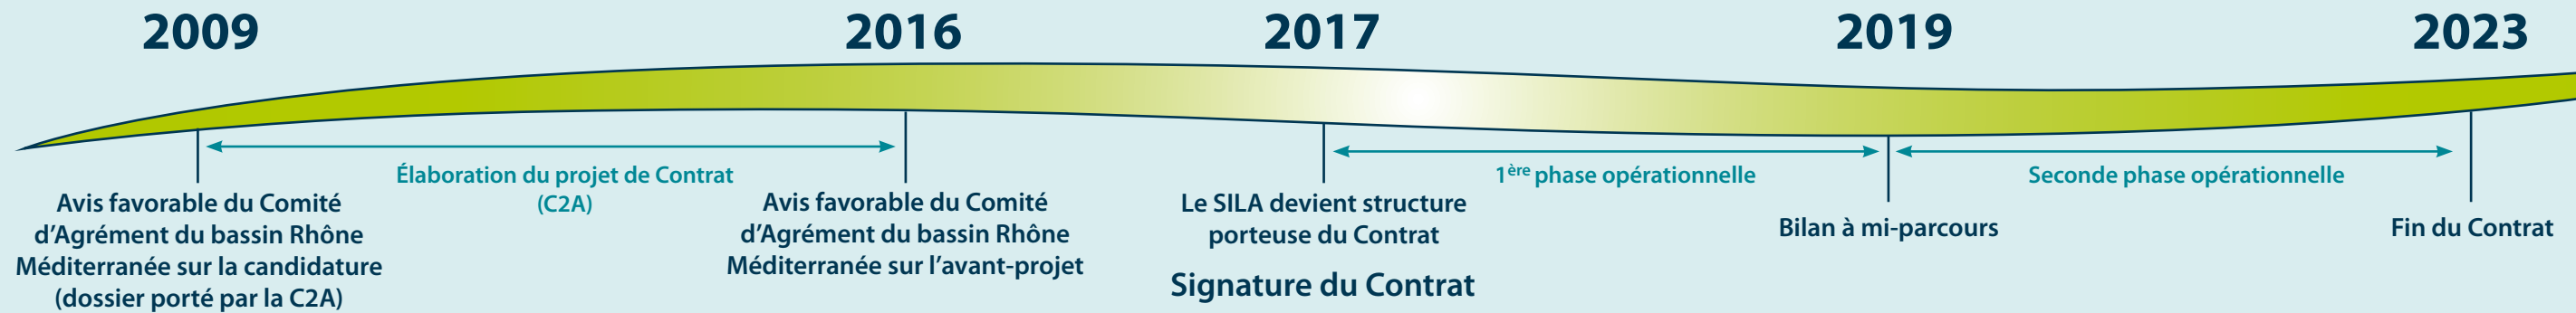 2009
2016
2017
2019
2023
Élaboration du projet de Contrat
(C2A)
1ère phase opérationnelle
Seconde phase opérationnelle
Avis favorable du Comité
d'Agrément du bassin Rhône
Méditerranée sur la candidature
(dossier porté par la C2A)
Avis favorable du Comité
d'Agrément du bassin Rhône
Méditerranée sur l'avant-projet
Le SILA devient structure
porteuse du Contrat
Signature du Contrat
Bilan à mi-parcours
Fin du Contrat